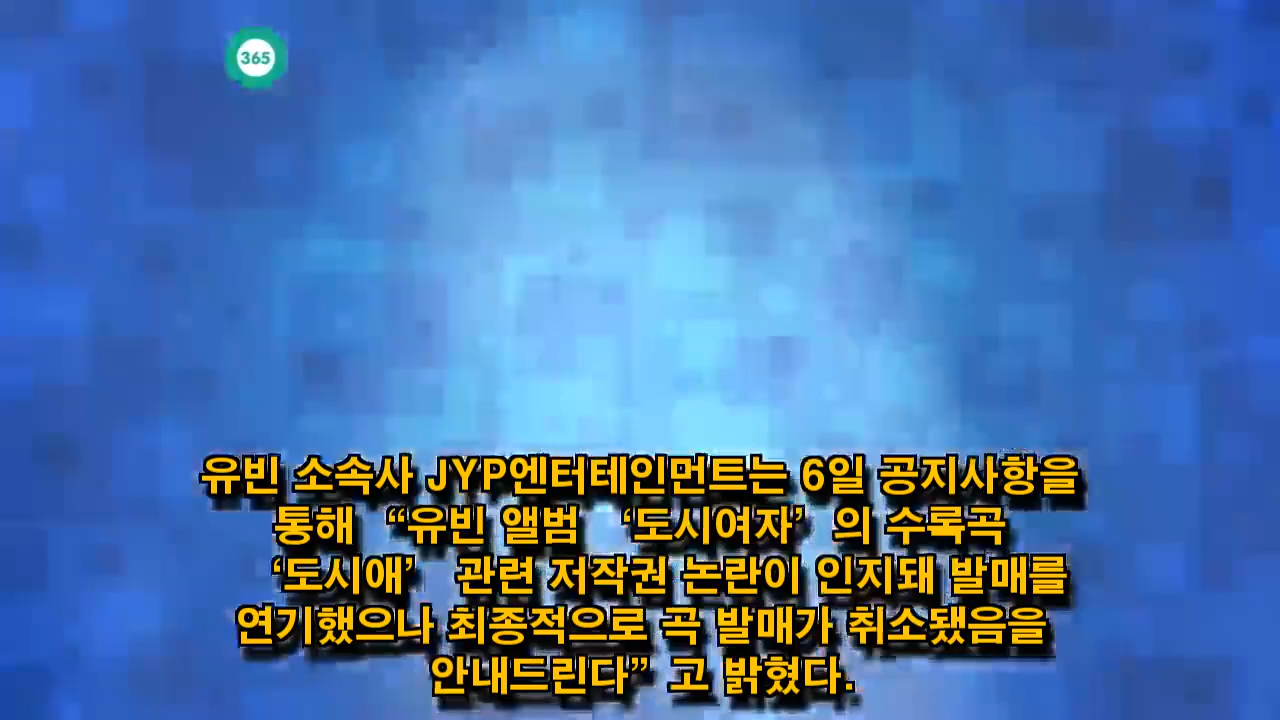 365
유빈 소속사 JYP엔터테인먼트는 6일 공지사항을
통해 “유빈 앨범 ‘도시여자’ 의 수록곡
‘도시애’ 관련 저작권 논란이 인지돼 발매를
연기했으나 최종적으로 곡 발매가 취소됐음을
안내드린다” 고 밝혔다.